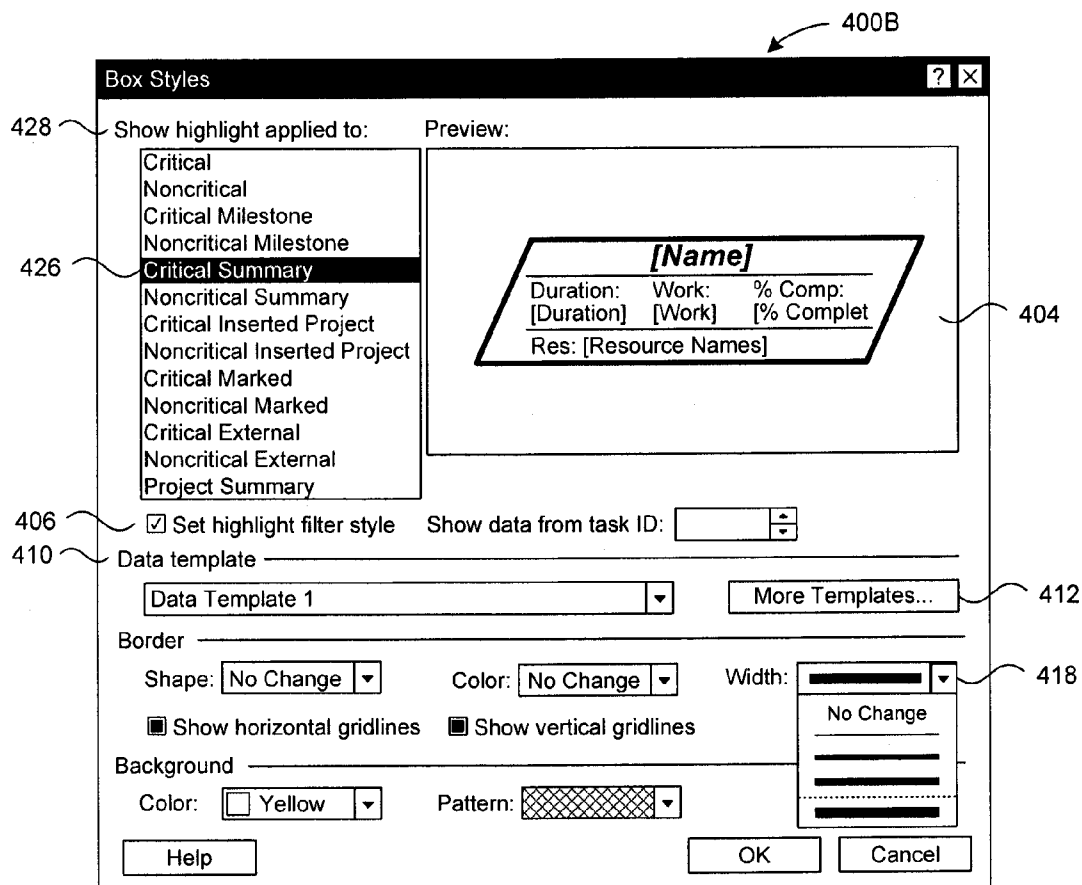 400B
Box Styles ? X
428 Show highlight applied to: Preview:
Critical
Noncritical
Critical Milestone
Noncritical Milestone
426 Critical Summary
Noncritical Summary
Critical Inserted Project
Noncritical Inserted Project
Critical Marked
Noncritical Marked
Critical External
Noncritical External
Project Summary
[Name]
Duration: Work: % Comp:
[Duration] [Work] [% Complet
Res: [Resource Names]
404
406 Set highlight filter style Show data from task ID:
410 Data template
Data Template 1 More Templates... 412
Border
Shape: No Change Color: No Change Width: 418
No Change
Show horizontal gridlines Show vertical gridlines
Background
Color: Yellow Pattern:
Help OK Cancel